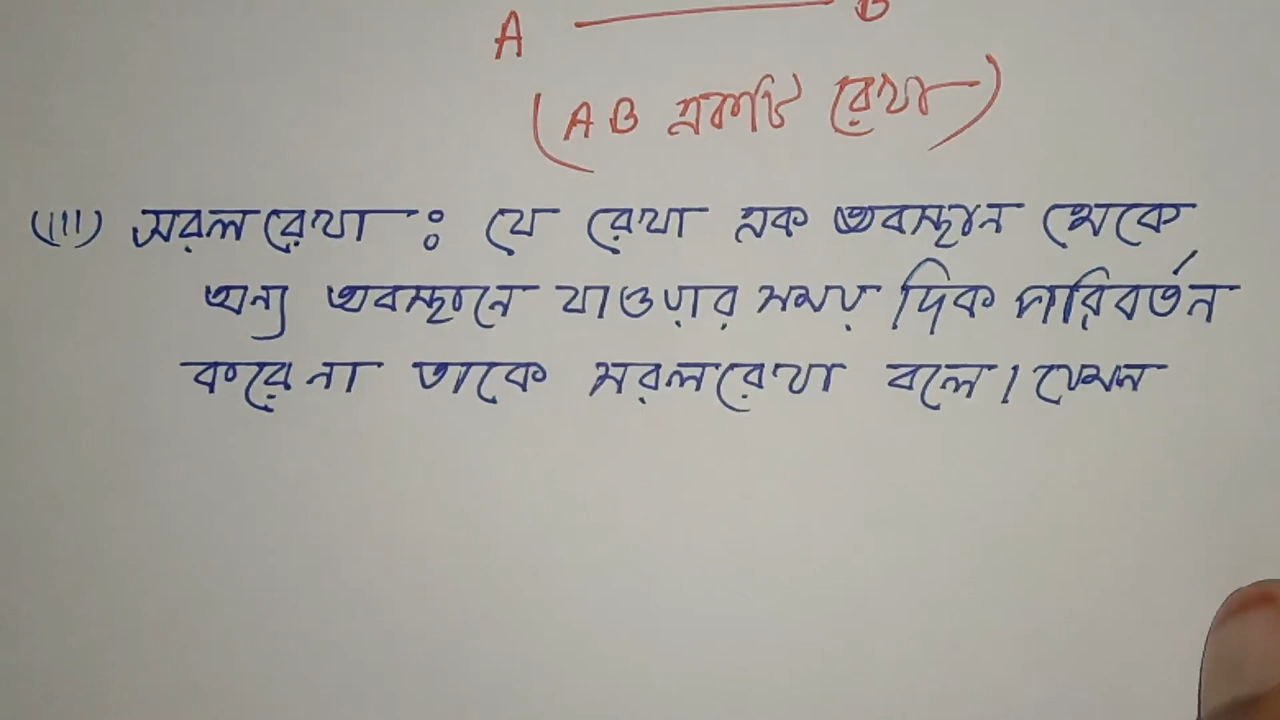 A B
(AB একটি রেখা)
(iii) সরলরেখা : যে রেখা এক অবস্থান থেকে
অন্য অবস্থানে যাওয়ার সময় দিক পরিবর্তন
করে না তাকে সরলরেখা বলে। যেমন